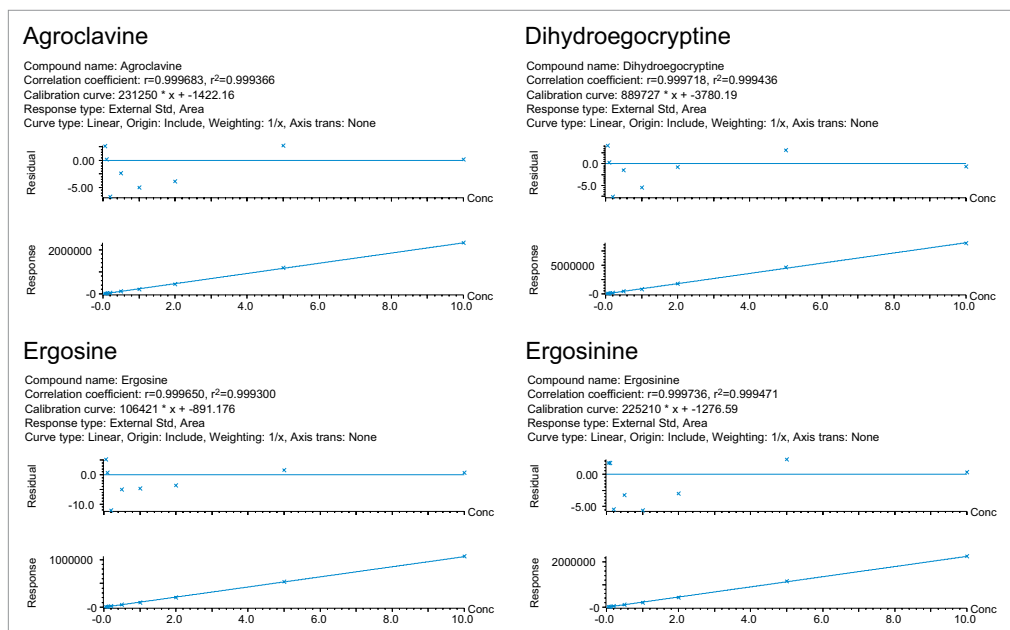 Agroclavine
Compound name: Agroclavine
Correlation coefficient: r=0.999683, r²=0.999366
Calibration curve: 231250 * x + -1422.16
Response type: External Std, Area
Curve type: Linear, Origin: Include, Weighting: 1/x, Axis trans: None
Residual
0.00
-5.00
Conc
Response
2000000
-0
Conc
-0.0 2.0 4.0 6.0 8.0 10.0
Dihydroegocryptine
Compound name: Dihydroegocryptine
Correlation coefficient: r=0.999718, r²=0.999436
Calibration curve: 889727 * x + -3780.19
Response type: External Std, Area
Curve type: Linear, Origin: Include, Weighting: 1/x, Axis trans: None
Residual
0.0
-5.0
Conc
Response
5000000
-0
Conc
-0.0 2.0 4.0 6.0 8.0 10.0
Ergosine
Compound name: Ergosine
Correlation coefficient: r=0.999650, r²=0.999300
Calibration curve: 106421 * x + -891.176
Response type: External Std, Area
Curve type: Linear, Origin: Include, Weighting: 1/x, Axis trans: None
Residual
0.0
-10.0
Conc
Response
1000000
-0
Conc
-0.0 2.0 4.0 6.0 8.0 10.0
Ergosinine
Compound name: Ergosinine
Correlation coefficient: r=0.999736, r²=0.999471
Calibration curve: 225210 * x + -1276.59
Response type: External Std, Area
Curve type: Linear, Origin: Include, Weighting: 1/x, Axis trans: None
Residual
0.00
-5.00
Conc
Response
2000000
-0
Conc
-0.0 2.0 4.0 6.0 8.0 10.0